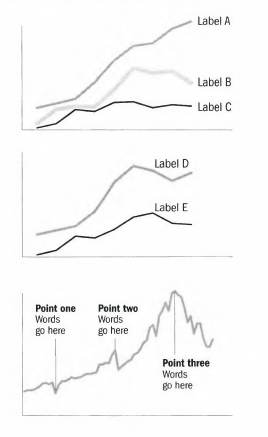 Label A
Label B
Label C
Label D
Label E
Point one
Words
go here
Point two
Words
go here
Point three
Words
go here